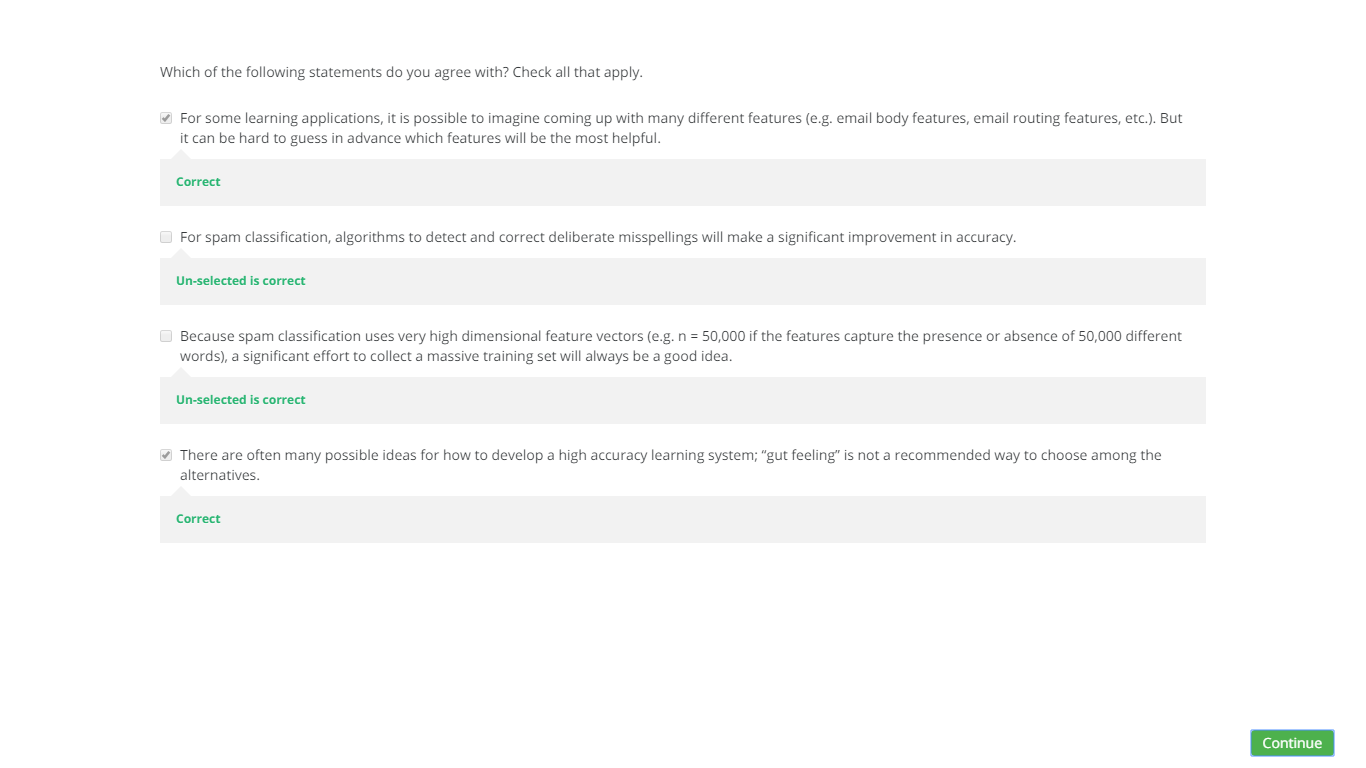 Which of the following statements do you agree with? Check all that apply.
For some learning applications, it is possible to imagine coming up with many different features (e.g. email body features, email routing features, etc.). But
it can be hard to guess in advance which features will be the most helpful.
Correct
For spam classification, algorithms to detect and correct deliberate misspellings will make a significant improvement in accuracy.
Un-selected is correct
Because spam classification uses very high dimensional feature vectors (e.g. n = 50,000 if the features capture the presence or absence of 50,000 different
words), a significant effort to collect a massive training set will always be a good idea.
Un-selected is correct
There are often many possible ideas for how to develop a high accuracy learning system; “gut feeling” is not a recommended way to choose among the
alternatives.
Correct
Continue